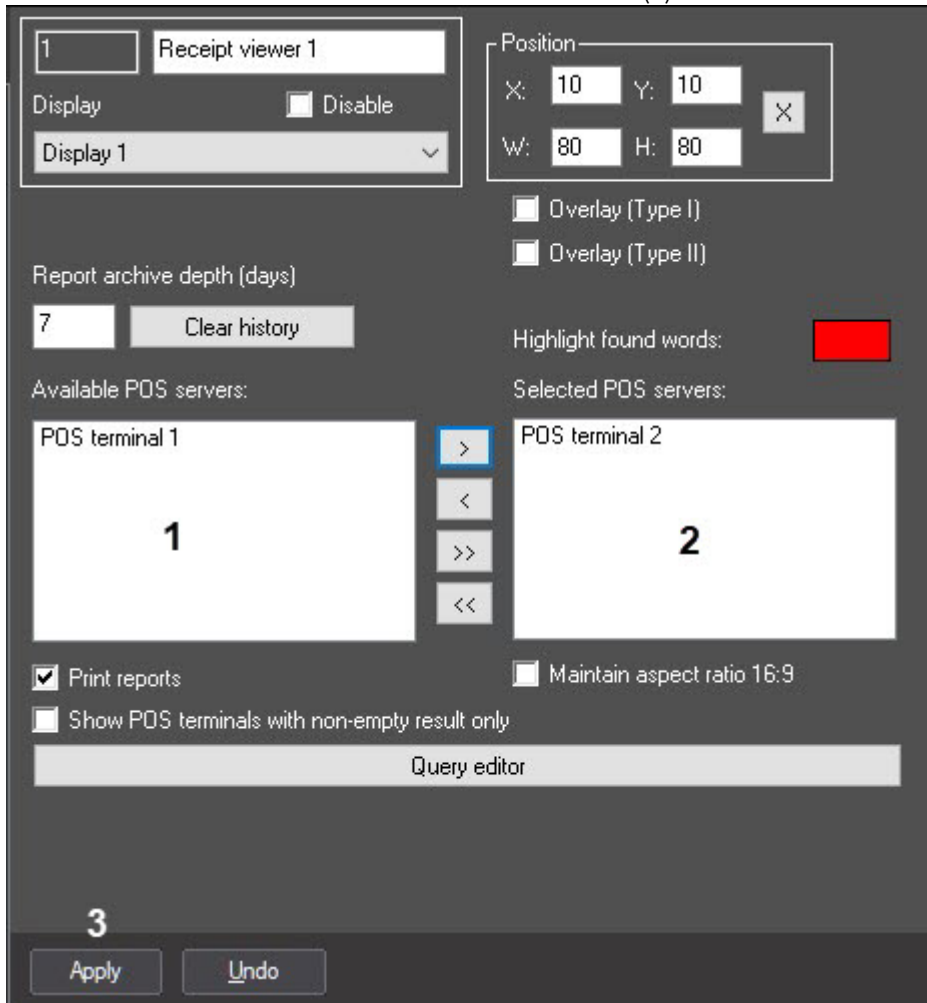 1 Receipt viewer 1
Display Disable
Display 1
Position
X: 10 Y: 10 X
W: 80 H: 80
Overlay (Type I)
Overlay (Type II)
Report archive depth (days)
7 Clear history
Highlight found words:
Available POS servers: Selected POS servers:
POS terminal 1 > POS terminal 2
<
1 2
>>
<<
Print reports Maintain aspect ratio 16:9
Show POS terminals with non-empty result only
Query editor
3
Apply Undo